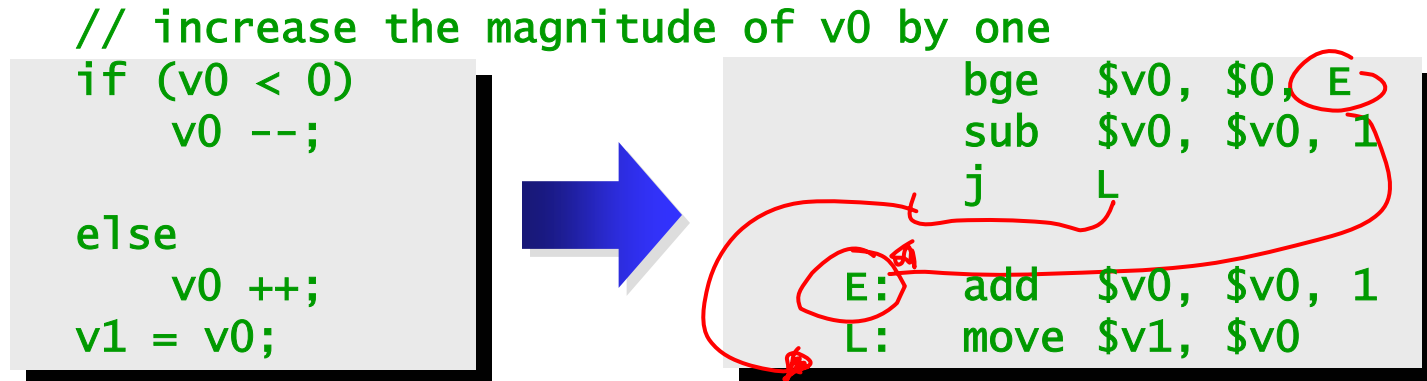 // increase the magnitude of v0 by one
if (v0 < 0)
v0 --;
else
v0 ++;
v1 = v0;
bge $v0, $0, E
sub $v0, $v0, 1
j L
E: add $v0, $v0, 1
L: move $v1, $v0